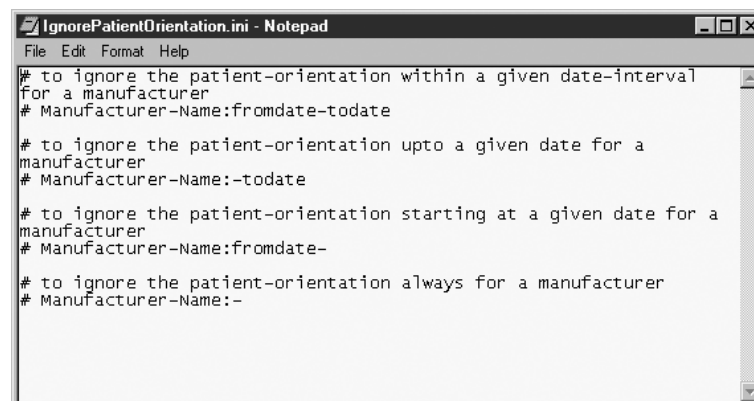 IgnorePatientOrientation.ini - Notepad
File Edit Format Help
# to ignore the patient-orientation within a given date-interval
for a manufacturer
# Manufacturer-Name:fromdate-todate
# to ignore the patient-orientation upto a given date for a
manufacturer
# Manufacturer-Name:-todate
# to ignore the patient-orientation starting at a given date for a
manufacturer
# Manufacturer-Name:fromdate-
# to ignore the patient-orientation always for a manufacturer
# Manufacturer-Name:-